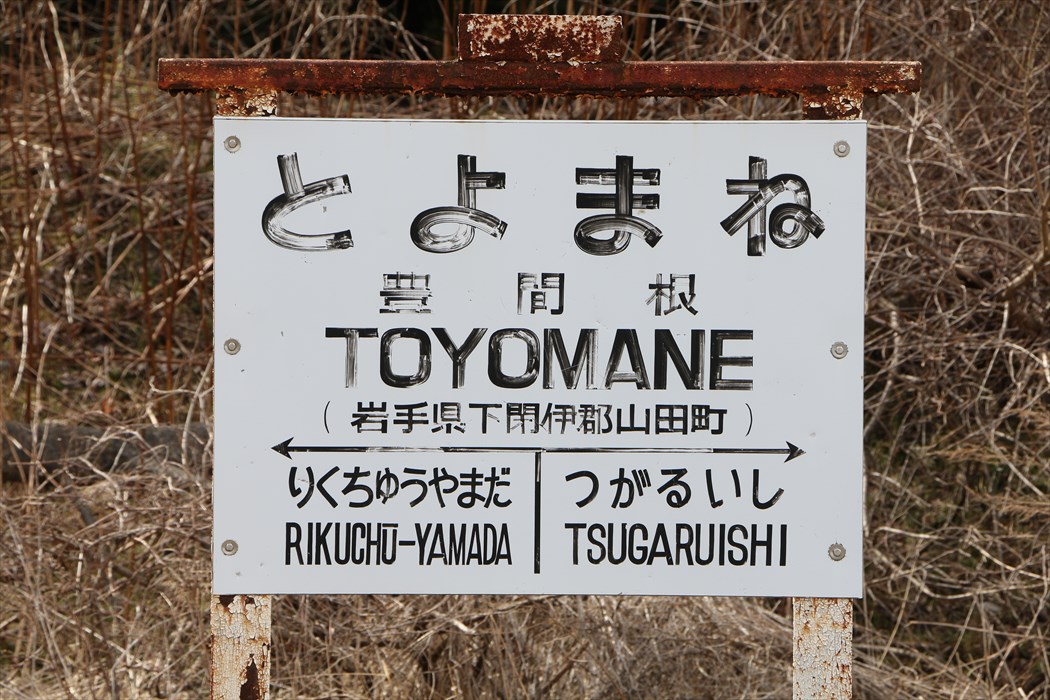 とよまね
豊間根
TOYOMANE
（岩手県下閉伊郡山田町）
りくちゅうやまだ つがるいし
RIKUCHŪ-YAMADA TSUGARUISHI